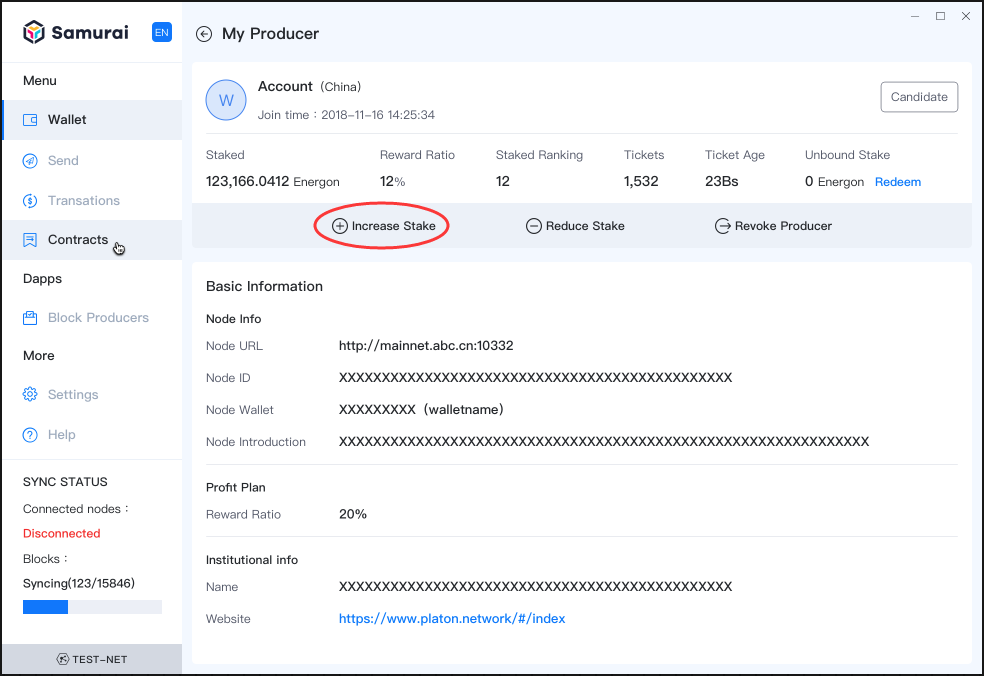 Samurai
EN
Menu
Wallet
Send
Transations
Contracts
Dapps
Block Producers
More
Settings
Help
SYNC STATUS
Connected nodes :
Disconnected
Blocks :
Syncing(123/15846)
TEST-NET
My Producer
W
Account (China)
Join time : 2018-11-16 14:25:34
Candidate
Staked Reward Ratio Staked Ranking Tickets Ticket Age Unbound Stake
123,166.0412 Energon 12% 12 1,532 23Bs 0 Energon Redeem
Increase Stake Reduce Stake Revoke Producer
Basic Information
Node Info
Node URL http://mainnet.abc.cn:10332
Node ID XXXXXXXXXXXXXXXXXXXXXXXXXXXXXXXXXXXXXXXXXXXXXX
Node Wallet XXXXXXXXX (walletname)
Node Introduction XXXXXXXXXXXXXXXXXXXXXXXXXXXXXXXXXXXXXXXXXXXXXXXXXXXXXXXXXXXXXX
Profit Plan
Reward Ratio 20%
Institutional info
Name XXXXXXXXXXXXXXXXXXXXXXXXXXXXXXXXXXXXXXXXXXXXXX
Website https://www.platon.network/#/index